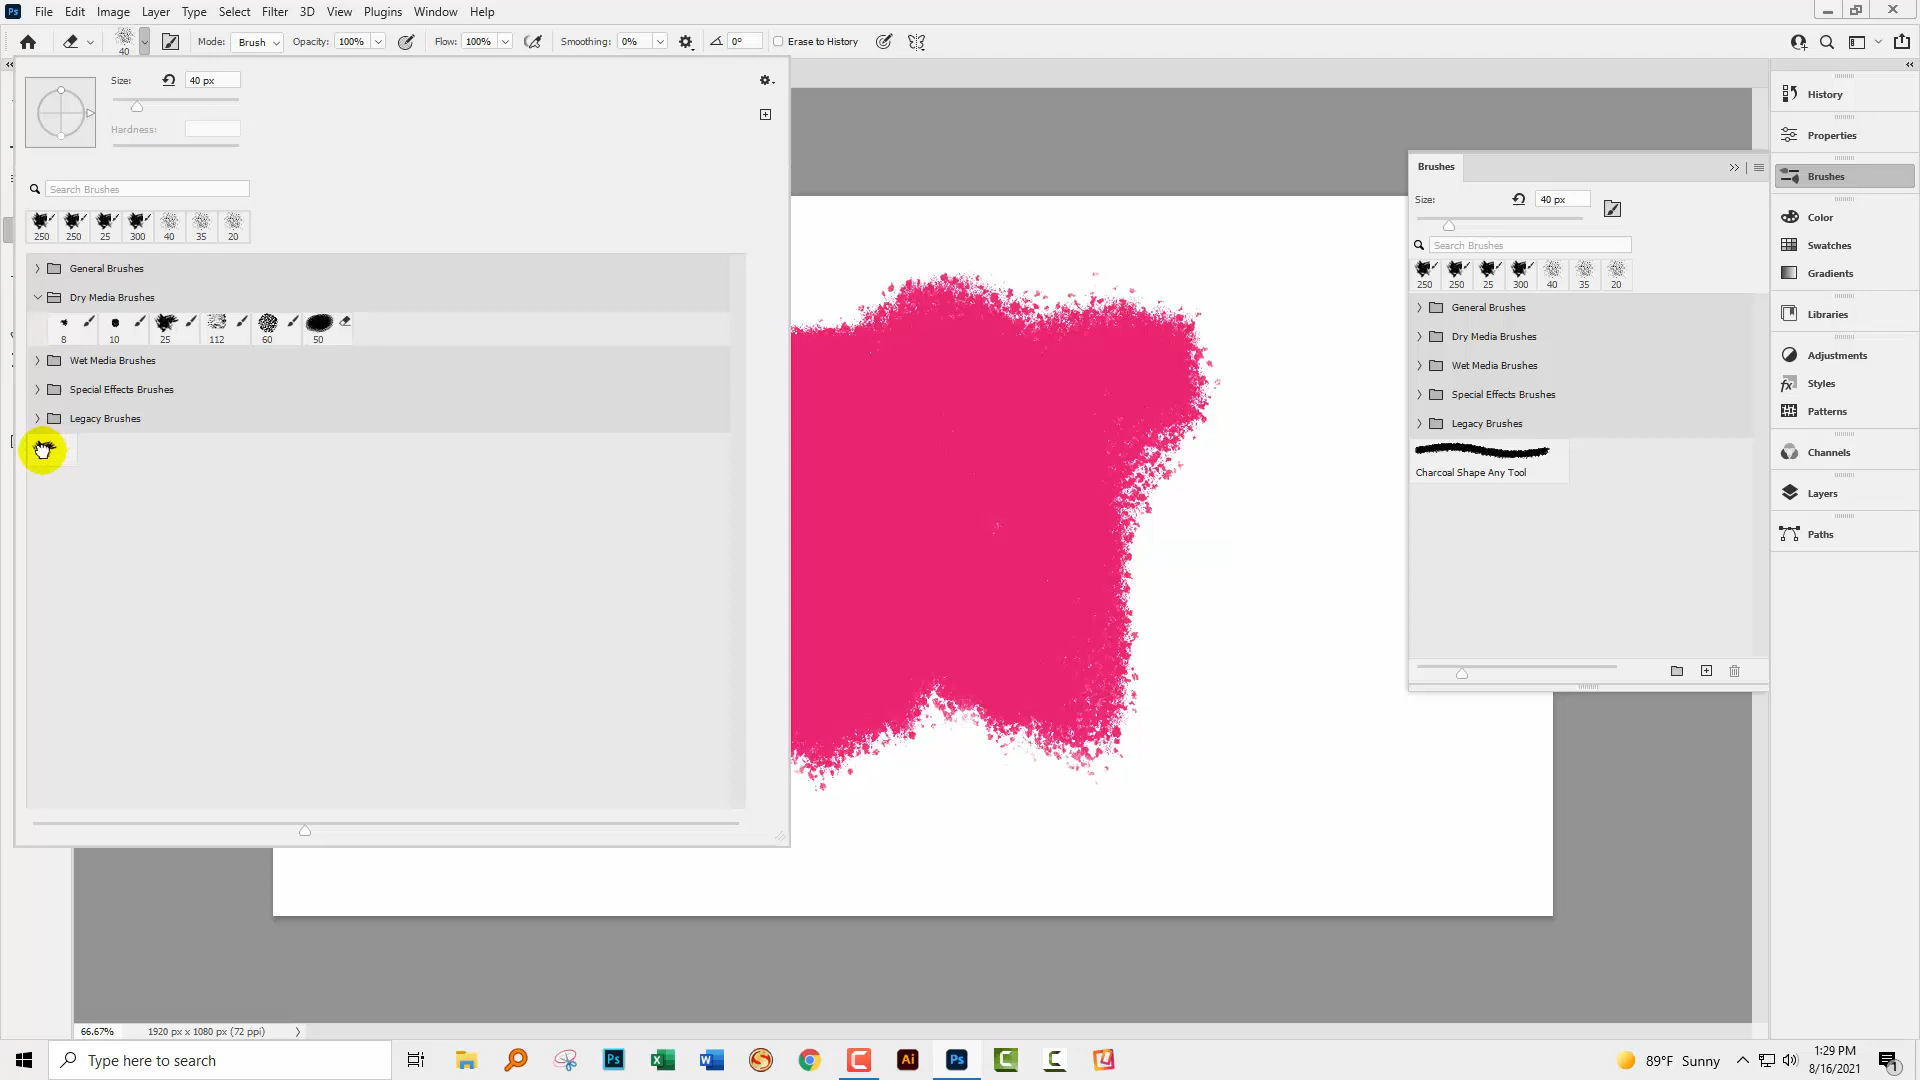 Ps File Edit Image Layer Type Select Filter 3D View Plugins Window Help
40 Mode: Brush Opacity: 100% Flow: 100% Smoothing: 0% 0° Erase to History
Size: 40 px
Hardness:
Search Brushes
250 250 25 300 40 35 20
General Brushes
Dry Media Brushes
8 10 25 112 60 50
Wet Media Brushes
Special Effects Brushes
Legacy Brushes
Brushes
Size: 40 px
Search Brushes
250 250 25 300 40 35 20
General Brushes
Dry Media Brushes
Wet Media Brushes
Special Effects Brushes
Legacy Brushes
Charcoal Shape Any Tool
History
Properties
Brushes
Color
Swatches
Gradients
Libraries
Adjustments
Styles
Patterns
Channels
Layers
Paths
66.67% 1920 px x 1080 px (72 ppi)
Type here to search
Ps Ai Ps
89°F Sunny
1:29 PM
8/16/2021
1